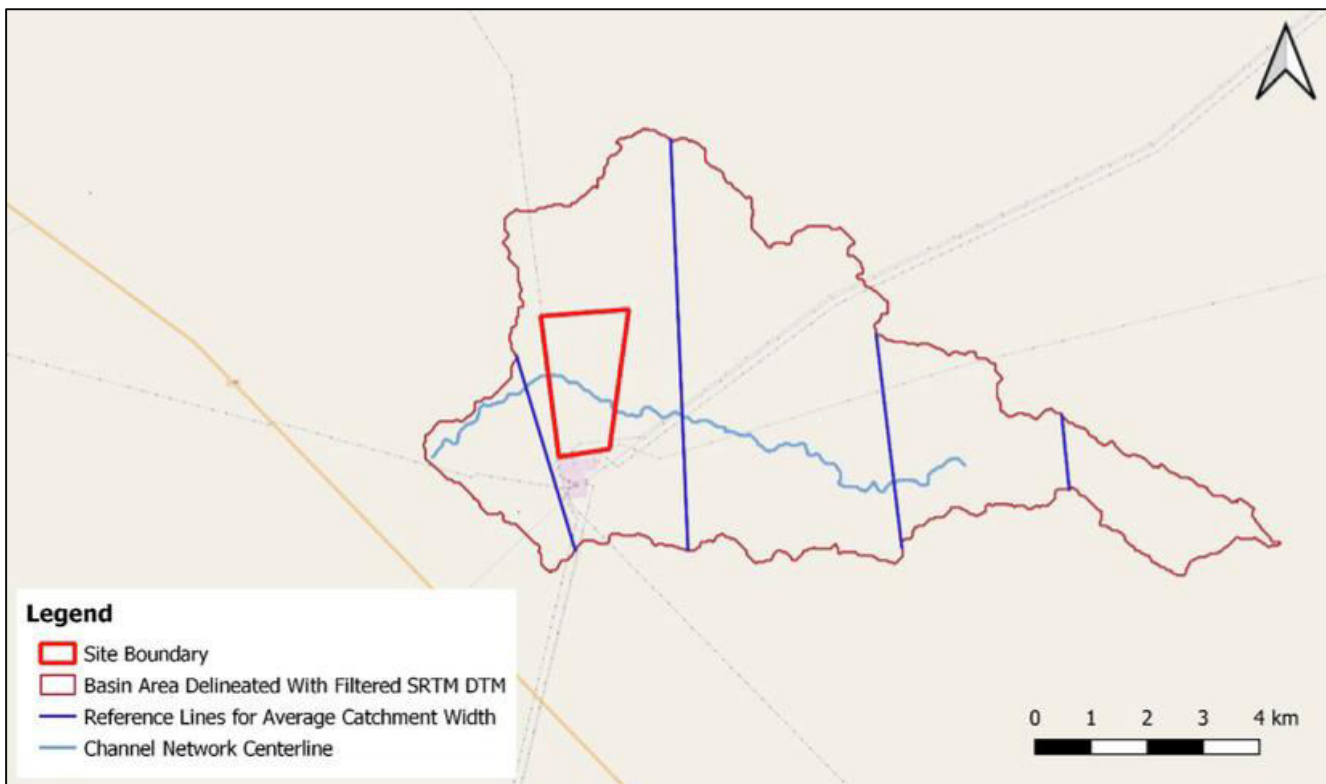 Legend
Site Boundary
Basin Area Delineated With Filtered SRTM DTM
Reference Lines for Average Catchment Width
Channel Network Centerline
0 1 2 3 4 km